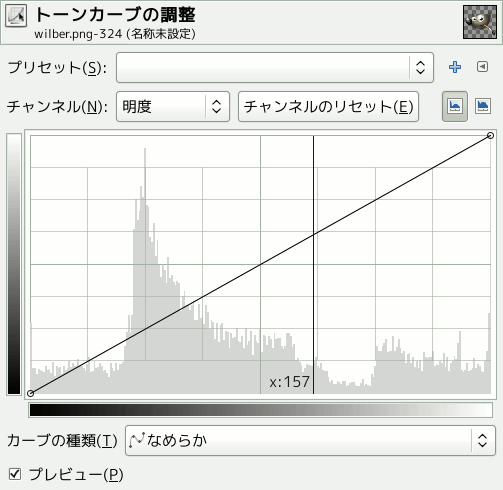 トーンカーブの調整
wilber.png-324 (名称未設定)
プリセット(S):
チャンネル(N): 明度 チャンネルのリセット(E)
x:157
カーブの種類(T) なめらか
プレビュー(P)